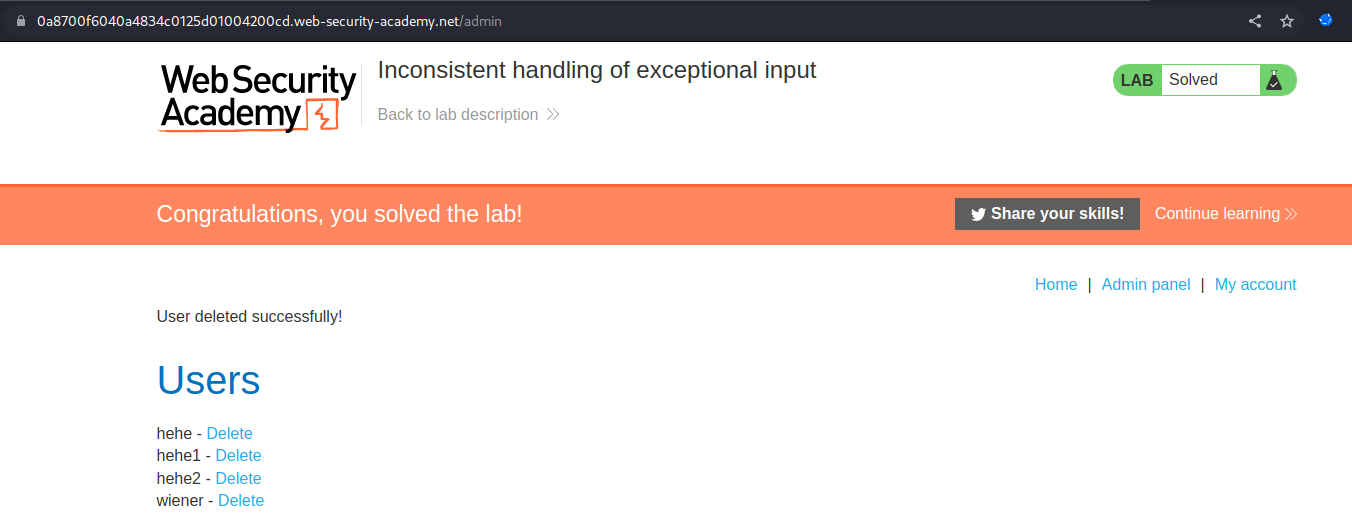 0a8700f6040a4834c0125d01004200cd.web-security-academy.net/admin
Web Security
Academy
Inconsistent handling of exceptional input
Back to lab description
LAB Solved
Congratulations, you solved the lab!
Share your skills!
Continue learning
Home | Admin panel | My account
User deleted successfully!
Users
hehe - Delete
hehe1 - Delete
hehe2 - Delete
wiener - Delete